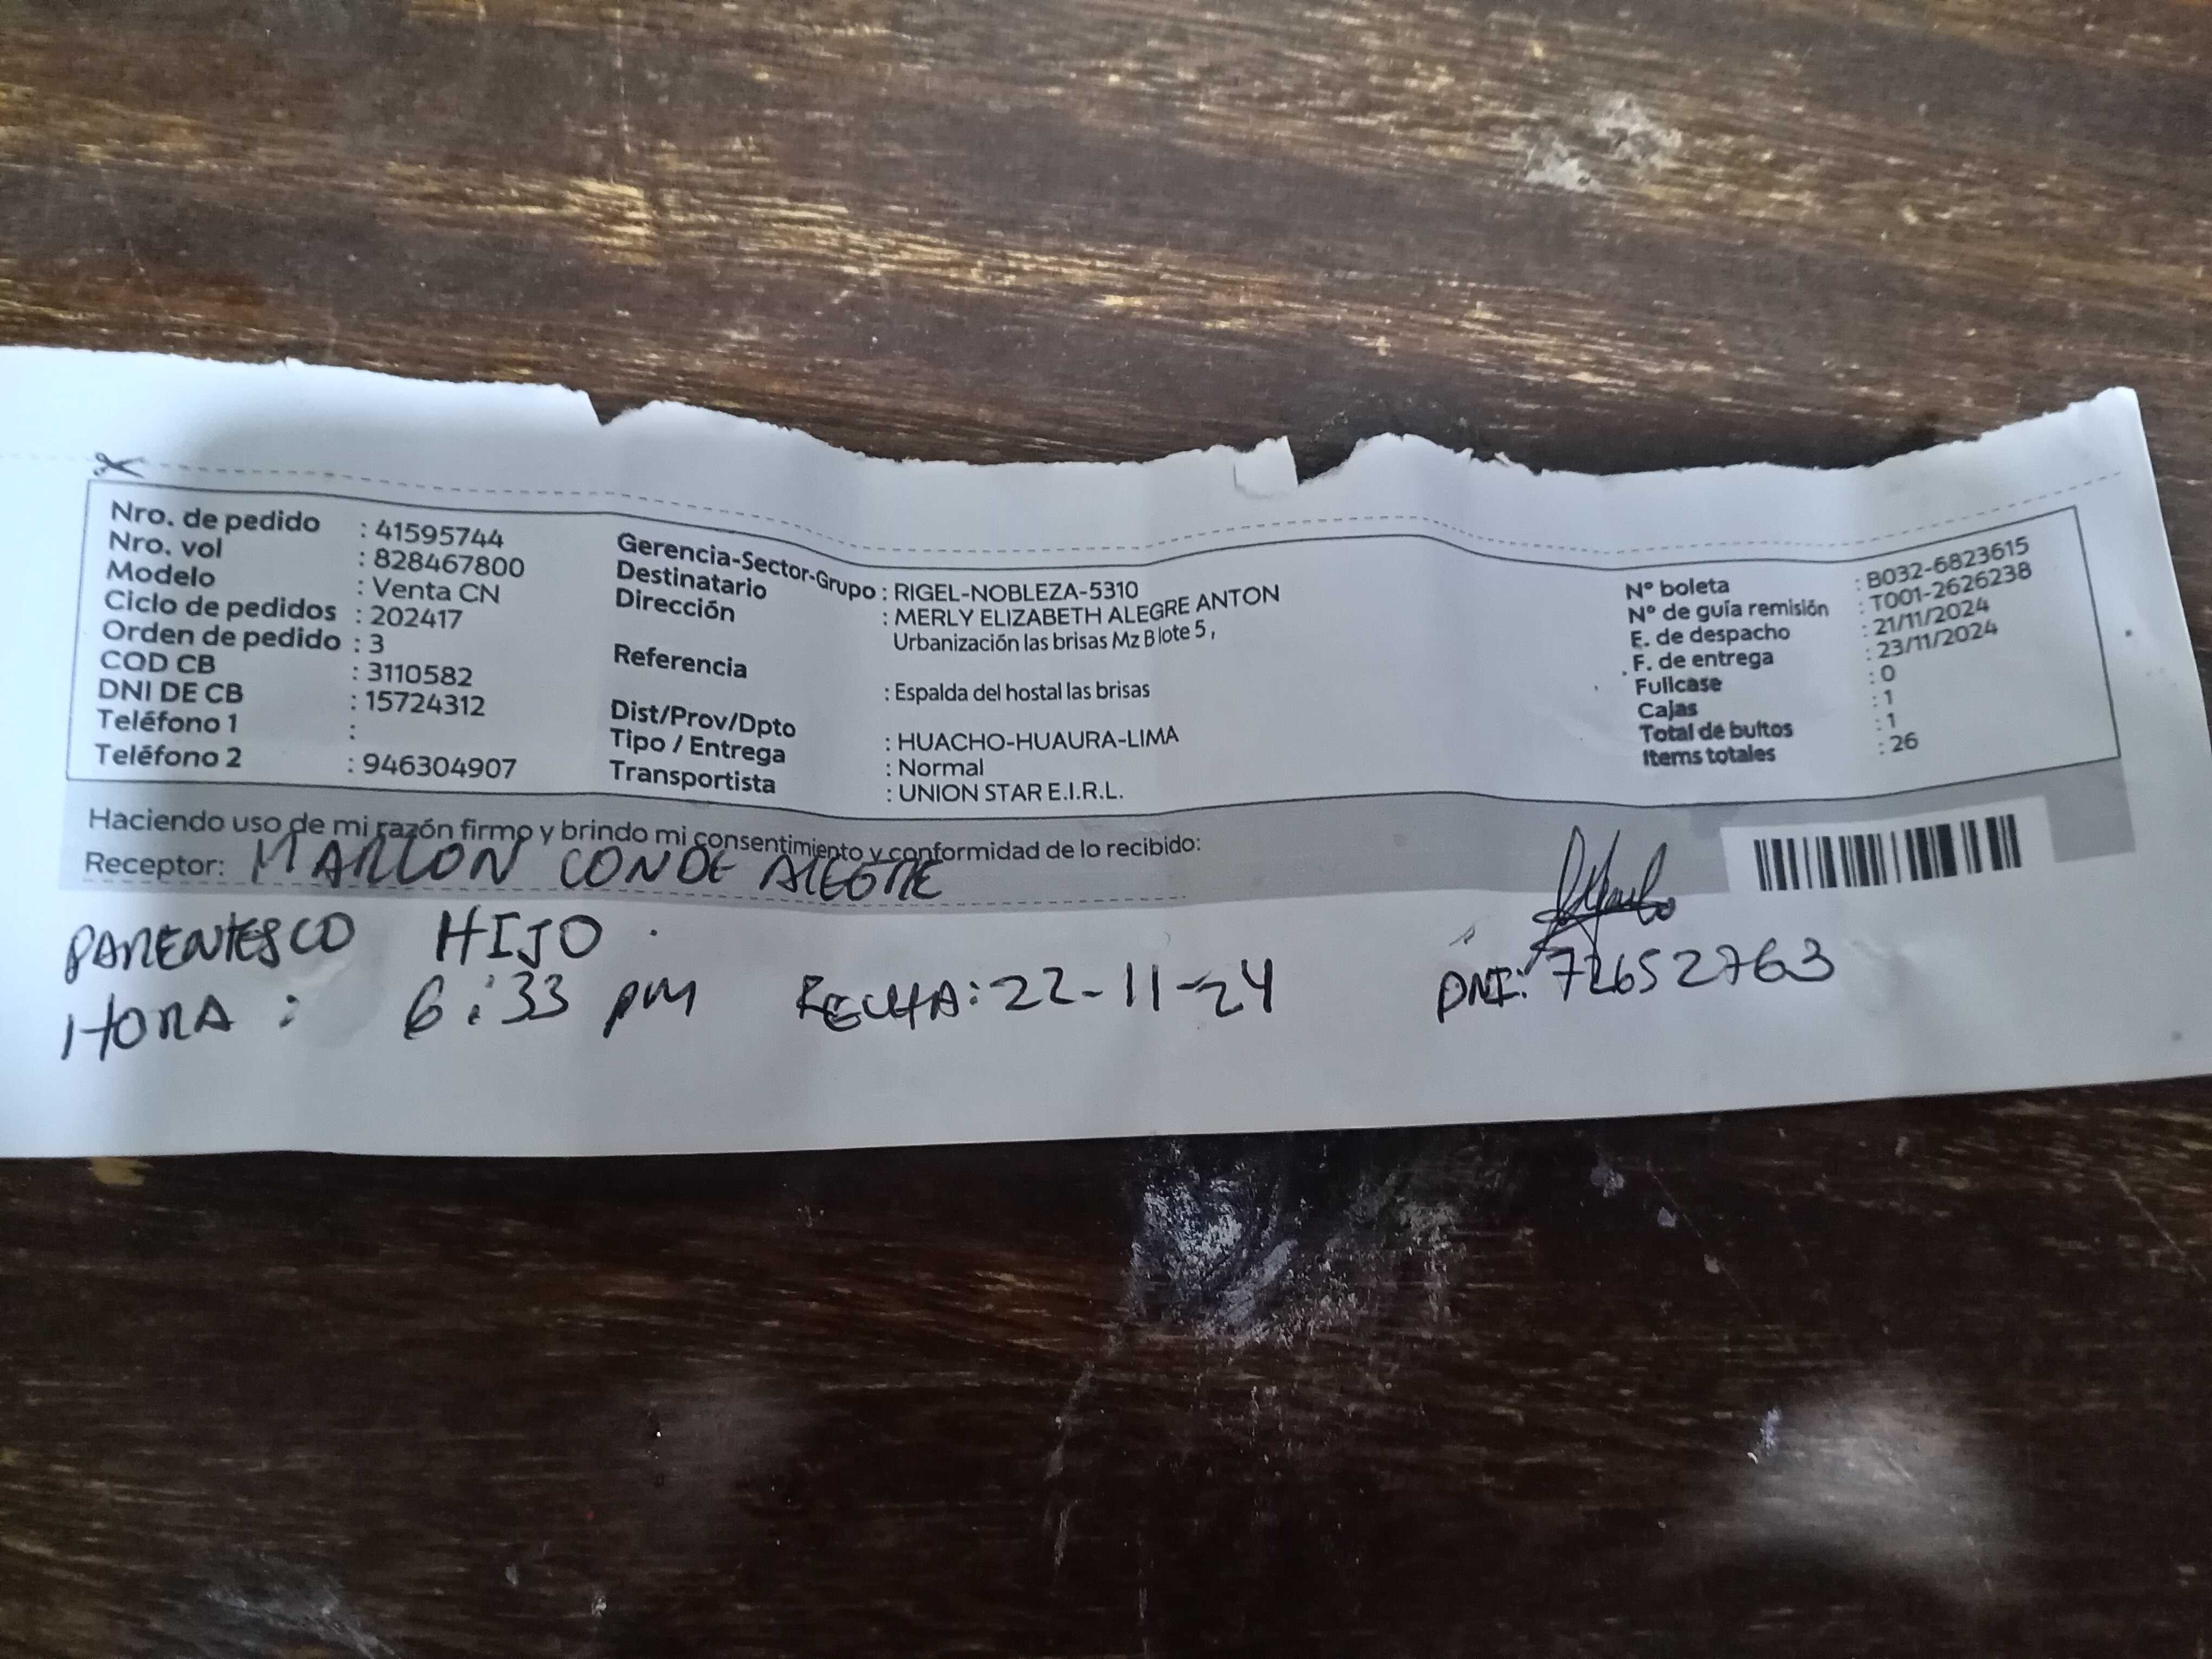 Nro. de pedido : 41595744
Nro. vol : 828467800
Modelo : Venta CN
Ciclo de pedidos : 202417
Orden de pedido : 3
COD CB : 3110582
DNI DE CB : 15724312
Teléfono 1 :
Teléfono 2 : 946304907
Gerencia-Sector-Grupo : RIGEL-NOBLEZA-5310
Destinatario : MERLY ELIZABETH ALEGRE ANTON
Dirección Urbanización las brisas Mz B lote 5 ,
Referencia : Espalda del hostal las brisas
Dist/Prov/Dpto : HUACHO-HUAURA-LIMA
Tipo / Entrega : Normal
Transportista : UNION STAR E.I.R.L.
N° boleta : B032-6823615
N° de guía remisión : T001-2626238
F. de despacho : 21/11/2024
F. de entrega : 23/11/2024
Fullcase : 0
Cajas : 1
Total de bultos : 1
Items totales : 26
Haciendo uso de mi razón firmo y brindo mi consentimiento y conformidad de lo recibido:
Receptor: MARLON CONDE ALEGRE
PARENTESCO HIJO .
HORA : 6:33 pm FECHA: 22-11-24 DNI: 72652763